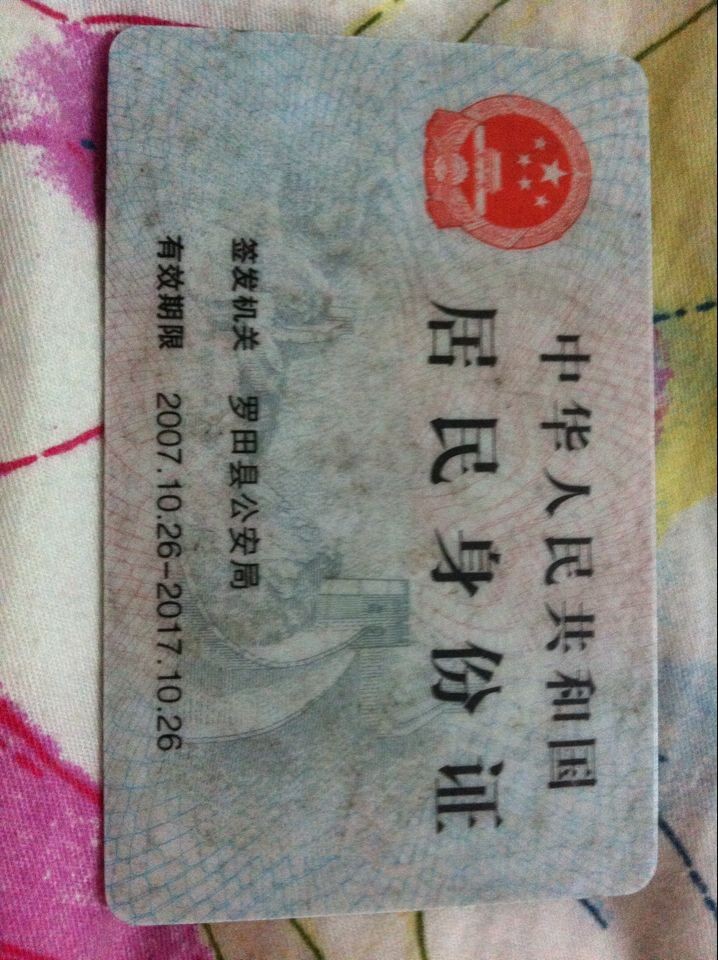 中华人民共和国
居民身份证
签发机关 罗田县公安局
有效期限 2007.10.26-2017.10.26